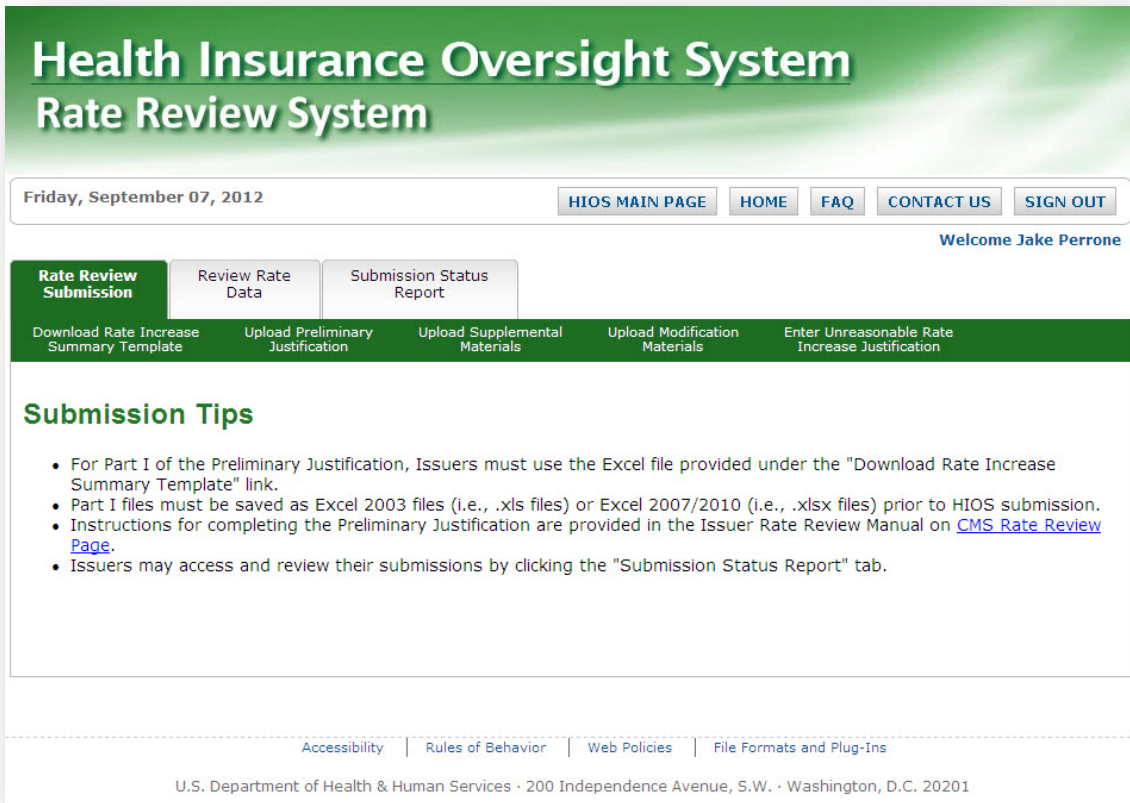 Health Insurance Oversight System
Rate Review System
Friday, September 07, 2012
HIOS MAIN PAGE
HOME
FAQ
CONTACT US
SIGN OUT
Welcome Jake Perrone
Rate Review
Submission
Review Rate
Data
Submission Status
Report
Download Rate Increase
Summary Template
Upload Preliminary
Justification
Upload Supplemental
Materials
Upload Modification
Materials
Enter Unreasonable Rate
Increase Justification
Submission Tips
• For Part I of the Preliminary Justification, Issuers must use the Excel file provided under the "Download Rate Increase
Summary Template" link.
• Part I files must be saved as Excel 2003 files (i.e., .xls files) or Excel 2007/2010 (i.e., .xlsx files) prior to HIOS submission.
• Instructions for completing the Preliminary Justification are provided in the Issuer Rate Review Manual on CMS Rate Review
Page.
• Issuers may access and review their submissions by clicking the "Submission Status Report" tab.
Accessibility | Rules of Behavior | Web Policies | File Formats and Plug-Ins
U.S. Department of Health & Human Services · 200 Independence Avenue, S.W. · Washington, D.C. 20201